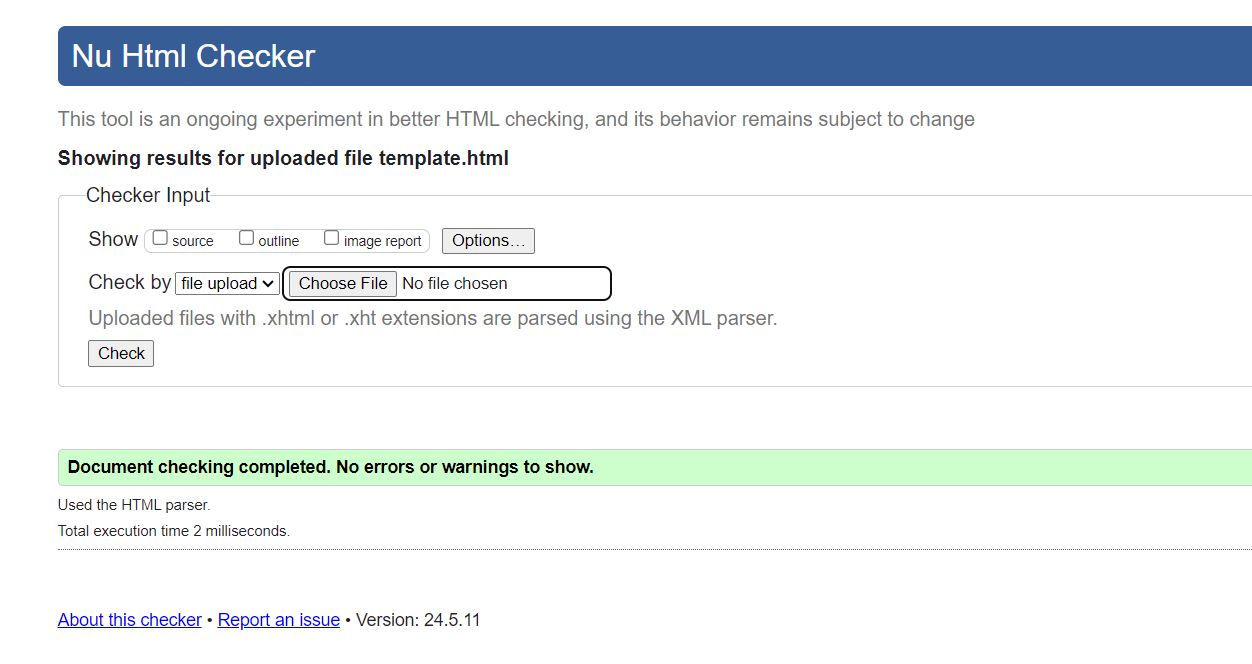 Nu Html Checker
This tool is an ongoing experiment in better HTML checking, and its behavior remains subject to change
Showing results for uploaded file template.html
Checker Input
Show source outline image report Options...
Check by file upload Choose File No file chosen
Uploaded files with .xhtml or .xht extensions are parsed using the XML parser.
Check
Document checking completed. No errors or warnings to show.
Used the HTML parser.
Total execution time 2 milliseconds.
About this checker • Report an issue • Version: 24.5.11